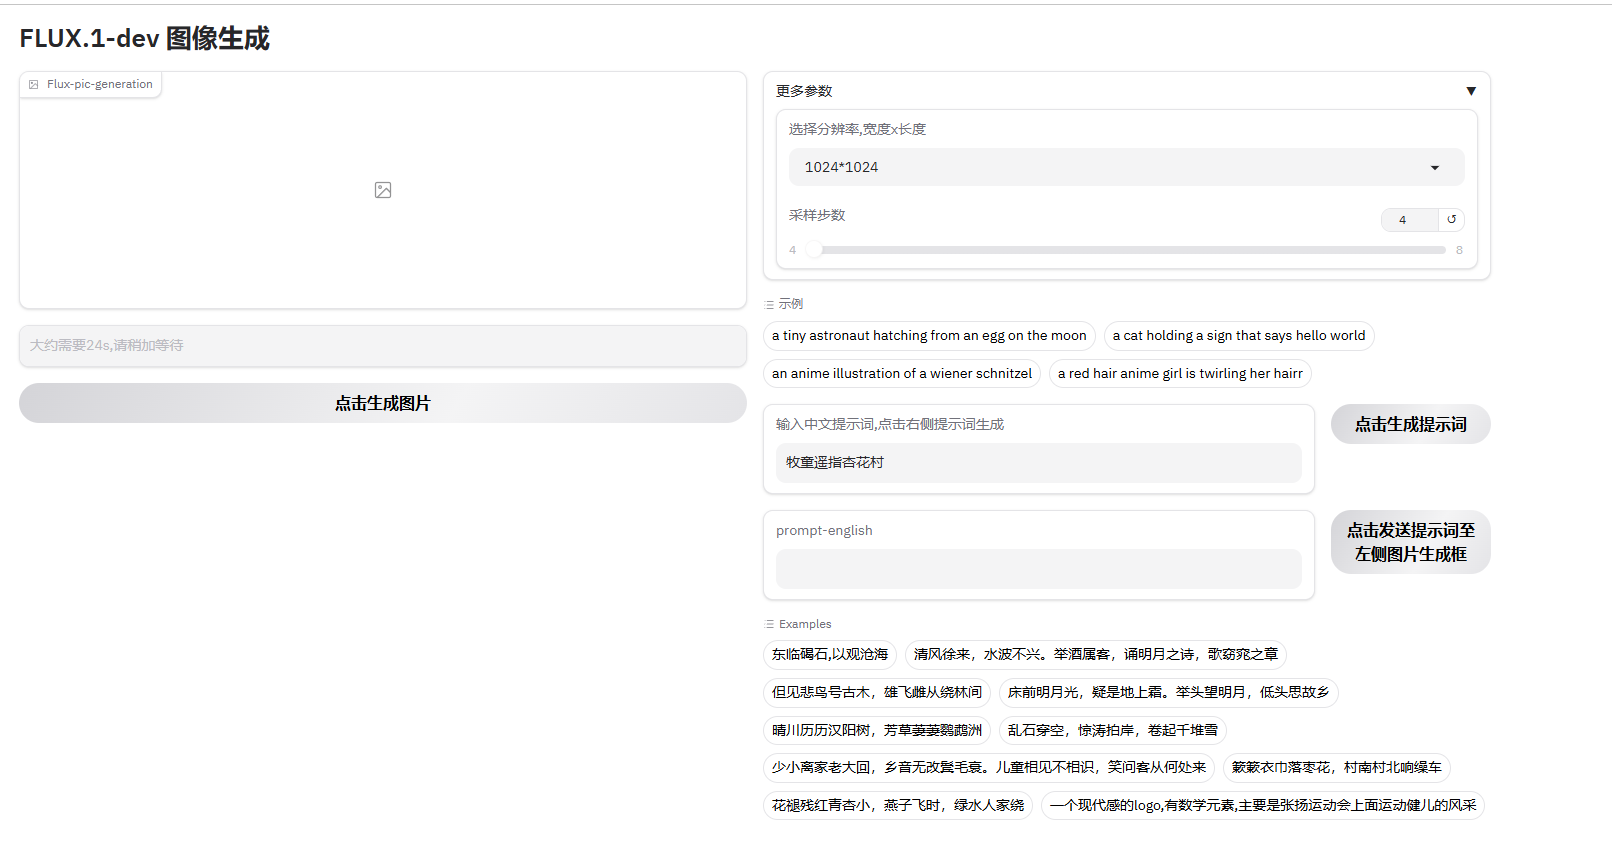 FLUX.1-dev 图像生成
Flux-pic-generation
大约需要24s,请稍加等待
点击生成图片
更多参数
▼
选择分辨率,宽度x长度
1024*1024
采样步数
4
↺
4
8
示例
a tiny astronaut hatching from an egg on the moon
a cat holding a sign that says hello world
an anime illustration of a wiener schnitzel
a red hair anime girl is twirling her hairr
输入中文提示词,点击右侧提示词生成
牧童遥指杏花村
点击生成提示词
prompt-english
点击发送提示词至
左侧图片生成框
Examples
东临碣石,以观沧海
清风徐来，水波不兴。举酒属客，诵明月之诗，歌窈窕之章
但见悲鸟号古木，雄飞雌从绕林间
床前明月光，疑是地上霜。举头望明月，低头思故乡
晴川历历汉阳树，芳草萋萋鹦鹉洲
乱石穿空，惊涛拍岸，卷起千堆雪
少小离家老大回，乡音无改鬓毛衰。儿童相见不相识，笑问客从何处来
簌簌衣巾落枣花，村南村北响缲车
花褪残红青杏小，燕子飞时，绿水人家绕
一个现代感的logo,有数学元素,主要是张扬运动会上面运动健儿的风采